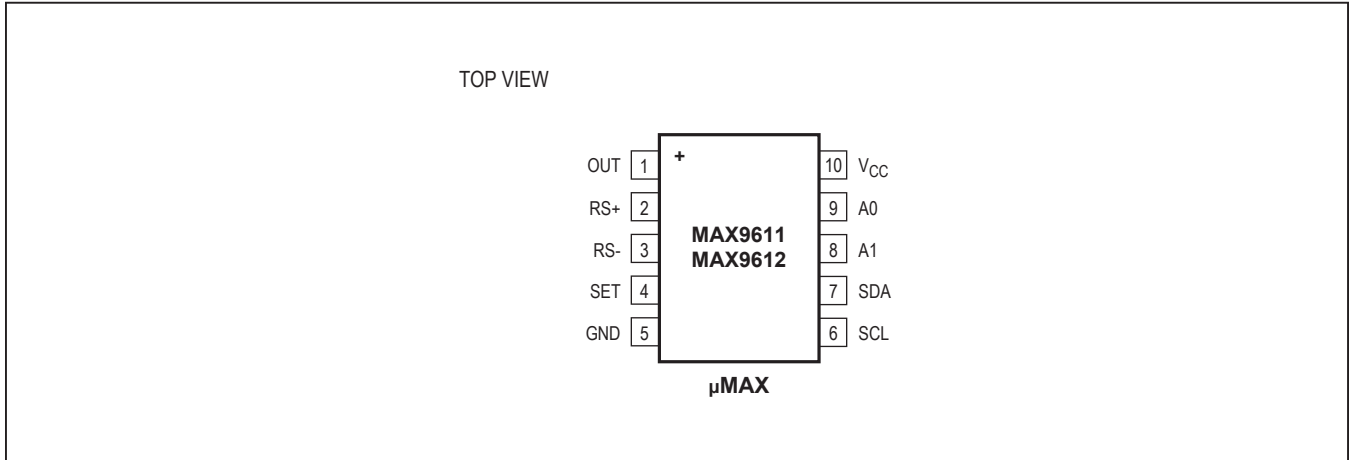 TOP VIEW
OUT 1 + 10 VCC
RS+ 2 9 A0
MAX9611
RS- 3 8 A1
MAX9612
SET 4 7 SDA
GND 5 6 SCL
µMAX